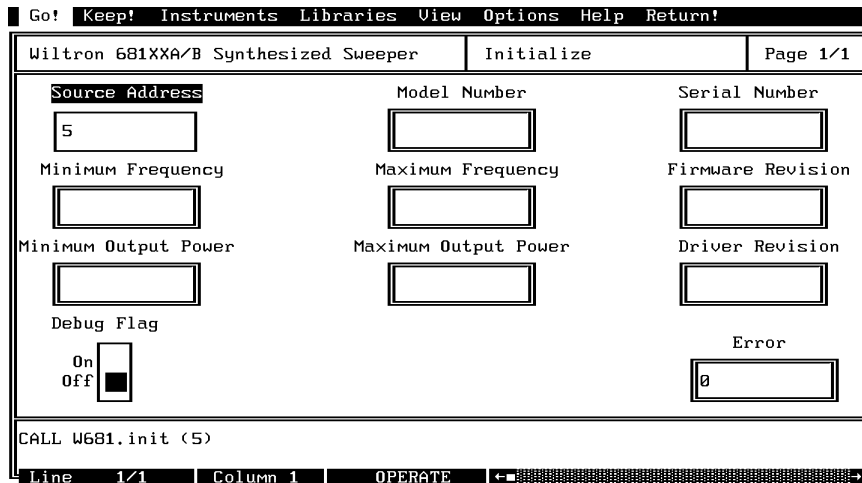 Go! Keep! Instruments Libraries View Options Help Return!
Wiltron 681XXA/B Synthesized Sweeper Initialize Page 1/1
Source Address Model Number Serial Number
5
Minimum Frequency Maximum Frequency Firmware Revision
Minimum Output Power Maximum Output Power Driver Revision
Debug Flag
Error
On
Off 0
CALL W681.init (5)
Line 1/1 Column 1 OPERATE